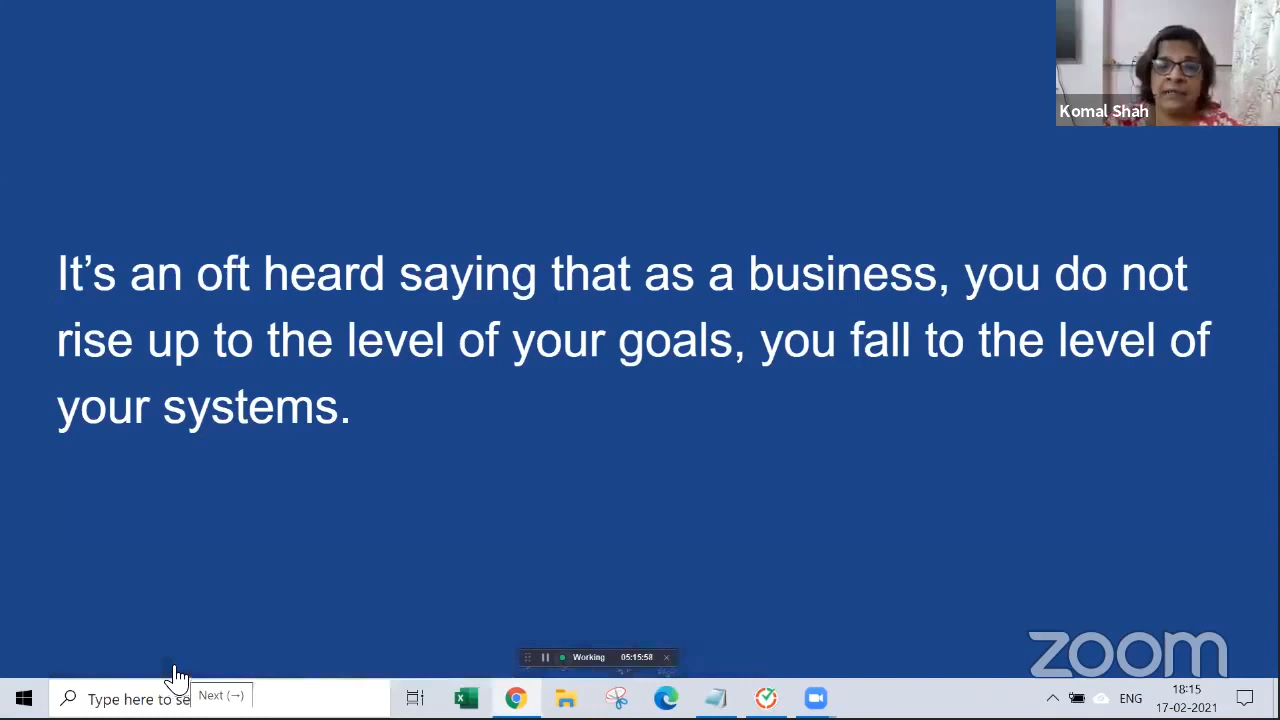 Komal Shah
It's an oft heard saying that as a business, you do not
rise up to the level of your goals, you fall to the level of
your systems.
zoom
Working 05:15:58
Type here to se
Next (→)
ENG
18:15
17-02-2021